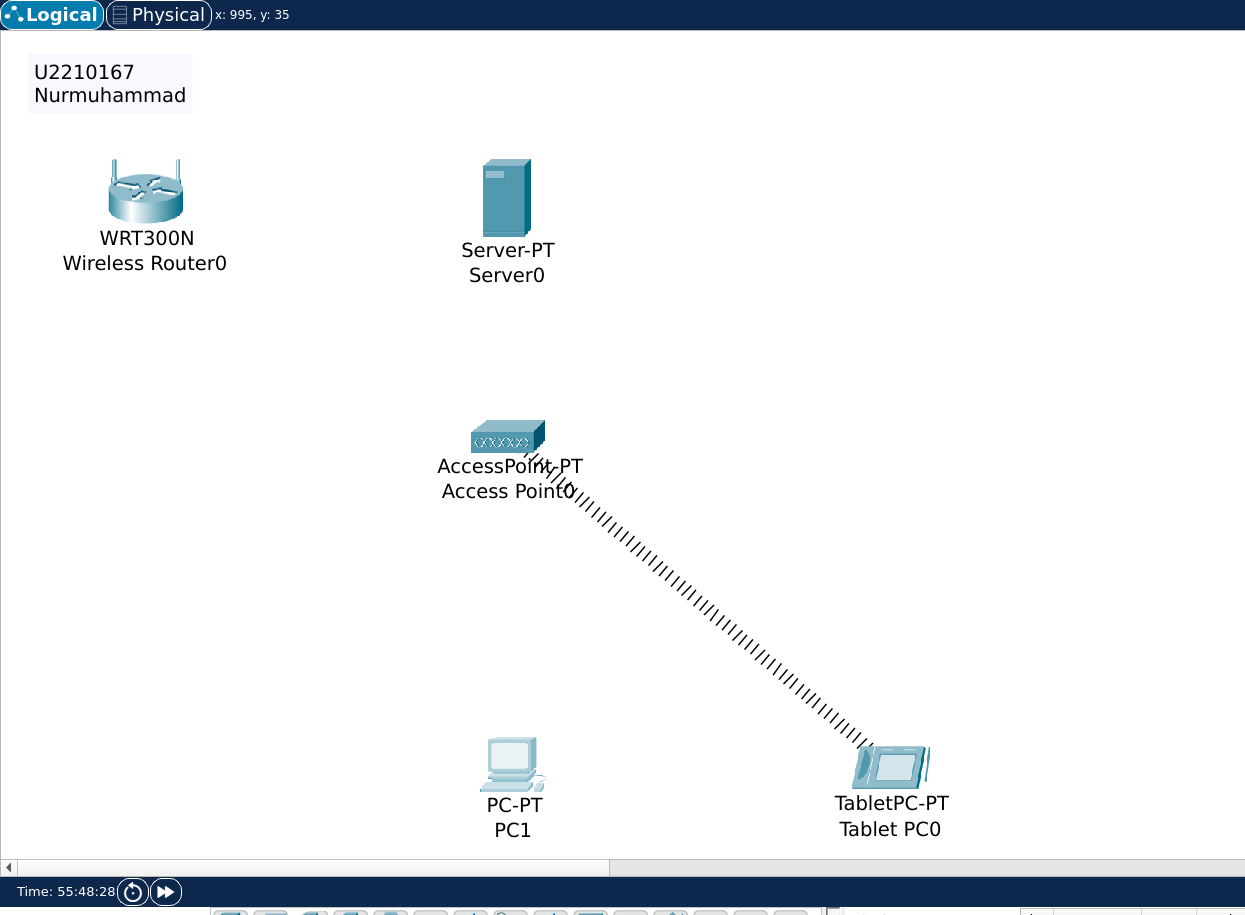 Logical Physical x: 995, y: 35
U2210167
Nurmuhammad
WRT300N
Wireless Router0
Server-PT
Server0
AccessPoint-PT
Access Point0
PC-PT
PC1
TabletPC-PT
Tablet PC0
Time: 55:48:28